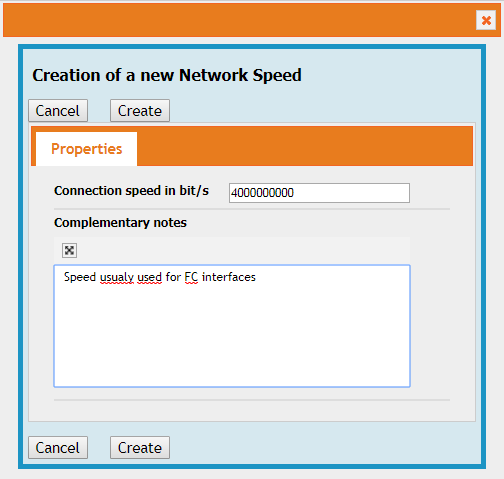 Creation of a new Network Speed
Cancel Create
Properties
Connection speed in bit/s 4000000000
Complementary notes
Speed usualy used for FC interfaces
Cancel Create